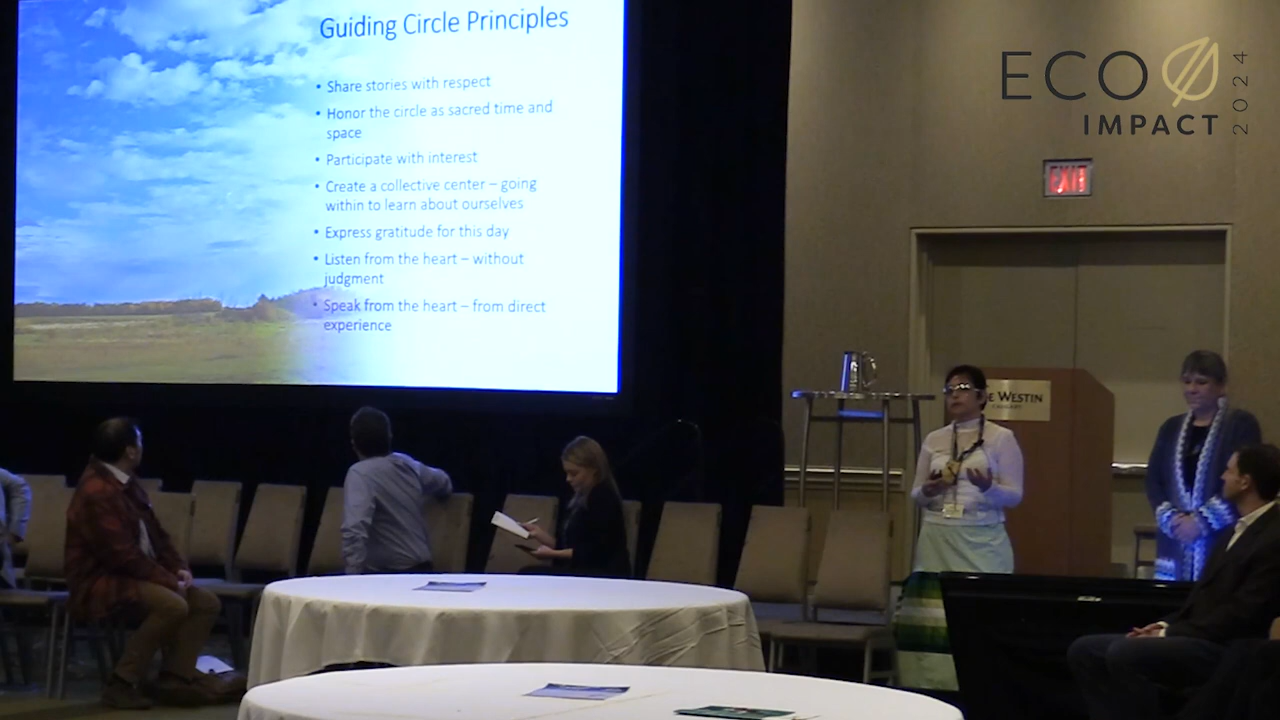 Guiding Circle Principles
• Share stories with respect
• Honor the circle as sacred time and
space
• Participate with interest
• Create a collective center – going
within to learn about ourselves
• Express gratitude for this day
• Listen from the heart – without
judgment
• Speak from the heart – from direct
experience
ECO
IMPACT
2024
EXIT
WESTIN